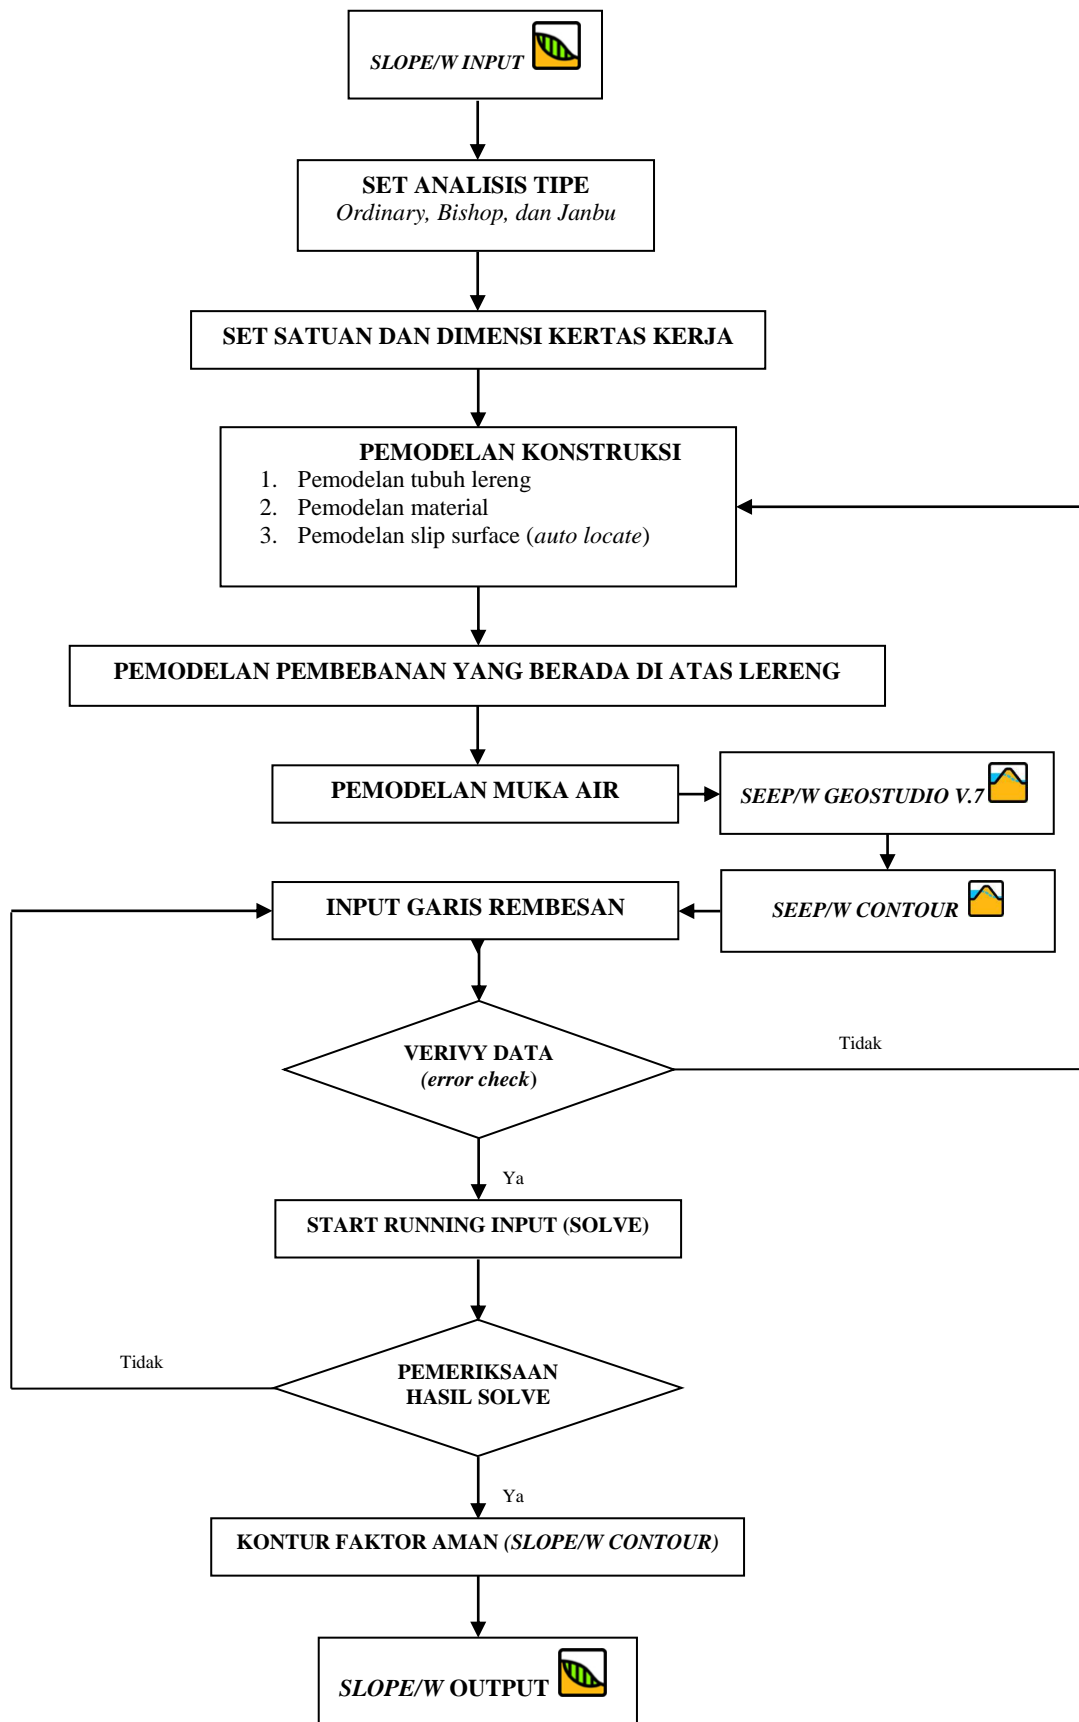 SLOPE/W INPUT
SET ANALISIS TIPE
Ordinary, Bishop, dan Janbu
SET SATUAN DAN DIMENSI KERTAS KERJA
PEMODELAN KONSTRUKSI
1. Pemodelan tubuh lereng
2. Pemodelan material
3. Pemodelan slip surface (auto locate)
PEMODELAN PEMBEBANAN YANG BERADA DI ATAS LERENG
PEMODELAN MUKA AIR
SEEP/W GEOSTUDIO V.7
INPUT GARIS REMBESAN
SEEP/W CONTOUR
VERIVY DATA
(error check)
Tidak
Ya
START RUNNING INPUT (SOLVE)
Tidak
PEMERIKSAAN
HASIL SOLVE
Ya
KONTUR FAKTOR AMAN (SLOPE/W CONTOUR)
SLOPE/W OUTPUT